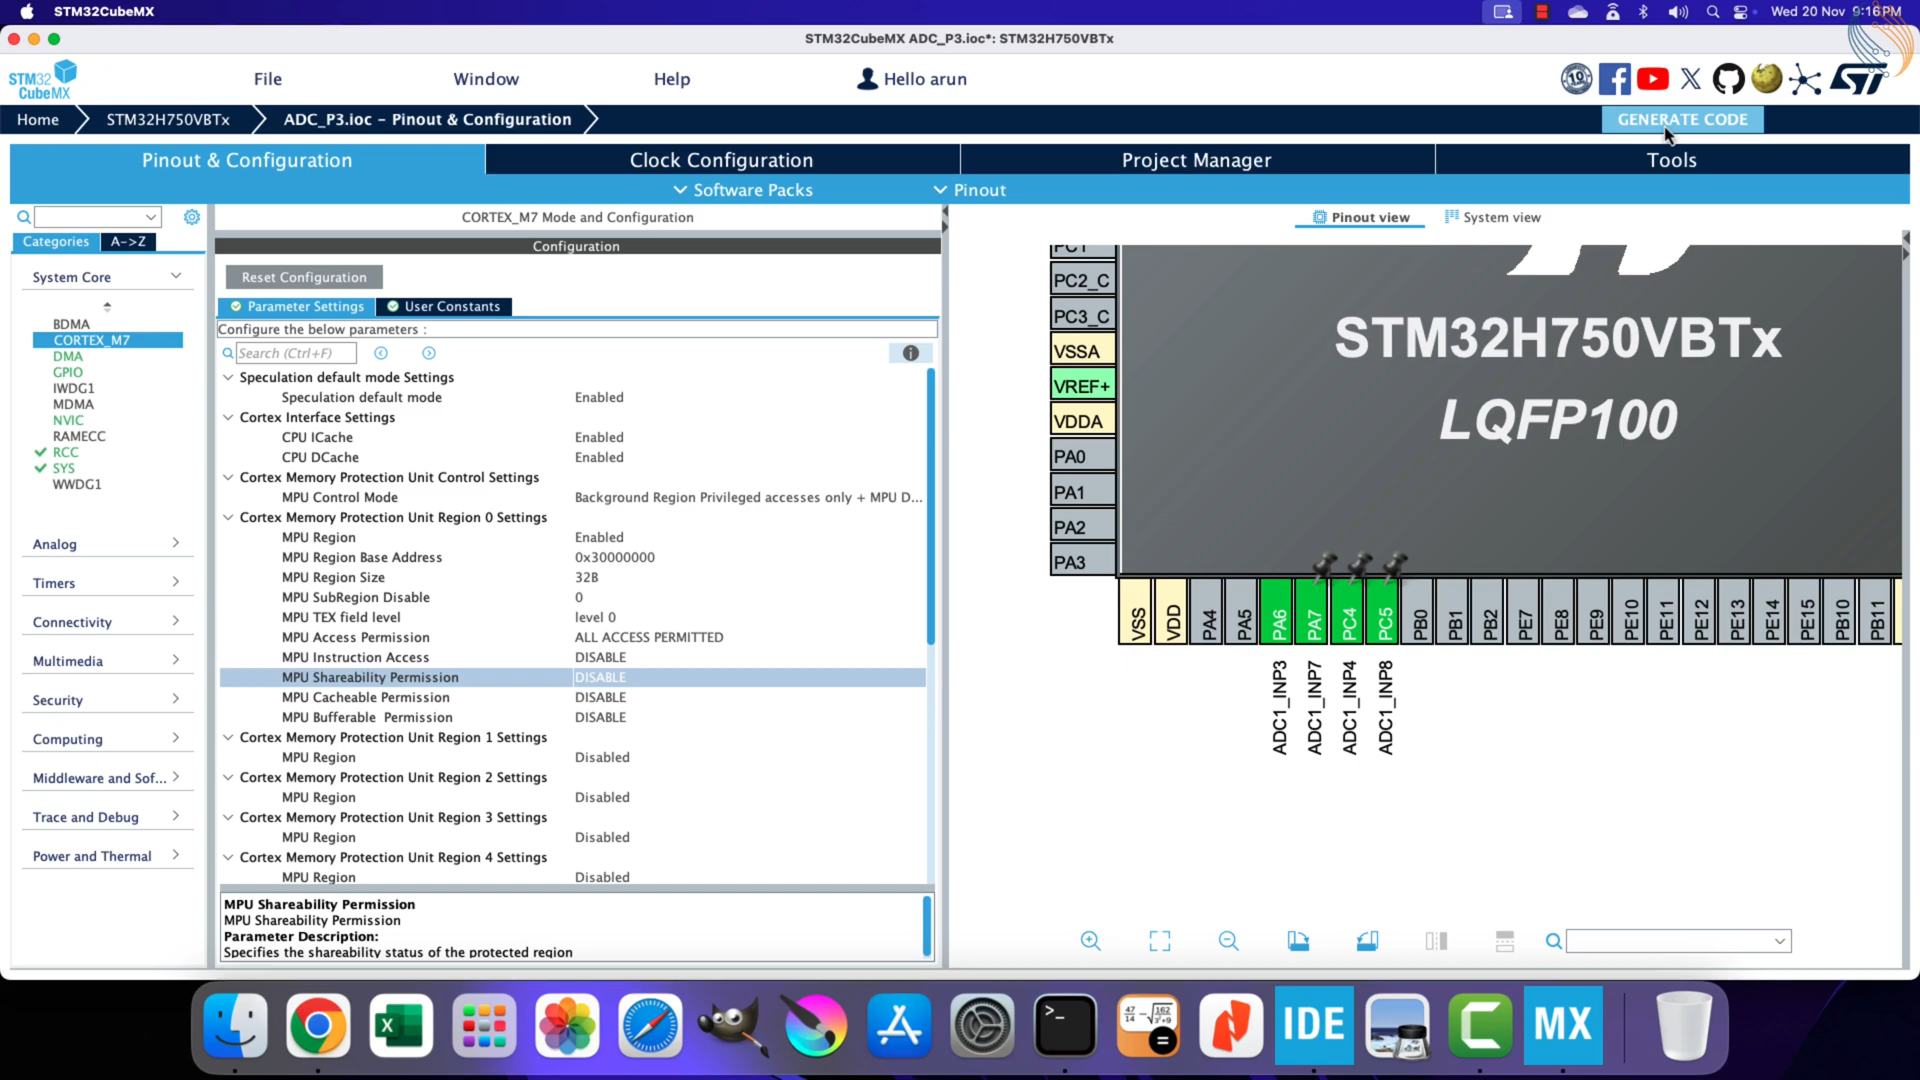 STM32CubeMX
Wed 20 Nov 9:16 PM
STM32CubeMX ADC_P3.ioc*: STM32H750VBTx
STM32
CubeMX
File
Window
Help
Hello arun
10
Home
STM32H750VBTx
ADC_P3.ioc – Pinout & Configuration
GENERATE CODE
Pinout & Configuration
Clock Configuration
Project Manager
Tools
Software Packs
Pinout
Categories
A->Z
System Core
BDMA
CORTEX_M7
DMA
GPIO
IWDG1
MDMA
NVIC
RAMECC
RCC
SYS
WWDG1
Analog
Timers
Connectivity
Multimedia
Security
Computing
Middleware and Sof...
Trace and Debug
Power and Thermal
CORTEX_M7 Mode and Configuration
Configuration
Reset Configuration
Parameter Settings
User Constants
Configure the below parameters :
Search (Ctrl+F)
Speculation default mode Settings
Speculation default mode Enabled
Cortex Interface Settings
CPU ICache Enabled
CPU DCache Enabled
Cortex Memory Protection Unit Control Settings
MPU Control Mode Background Region Privileged accesses only + MPU D...
Cortex Memory Protection Unit Region 0 Settings
MPU Region Enabled
MPU Region Base Address 0x30000000
MPU Region Size 32B
MPU SubRegion Disable 0
MPU TEX field level level 0
MPU Access Permission ALL ACCESS PERMITTED
MPU Instruction Access DISABLE
MPU Shareability Permission DISABLE
MPU Cacheable Permission DISABLE
MPU Bufferable Permission DISABLE
Cortex Memory Protection Unit Region 1 Settings
MPU Region Disabled
Cortex Memory Protection Unit Region 2 Settings
MPU Region Disabled
Cortex Memory Protection Unit Region 3 Settings
MPU Region Disabled
Cortex Memory Protection Unit Region 4 Settings
MPU Region Disabled
MPU Shareability Permission
MPU Shareability Permission
Parameter Description:
Specifies the shareability status of the protected region
Pinout view
System view
PC1
PC2_C
PC3_C
VSSA
VREF+
VDDA
PA0
PA1
PA2
PA3
STM32H750VBTx
LQFP100
VSS
VDD
PA4
PA5
PA6
PA7
PC4
PC5
PB0
PB1
PB2
PE7
PE8
PE9
PE10
PE11
PE12
PE13
PE14
PE15
PB10
PB11
ADC1_INP3
ADC1_INP7
ADC1_INP4
ADC1_INP8
IDE
MX